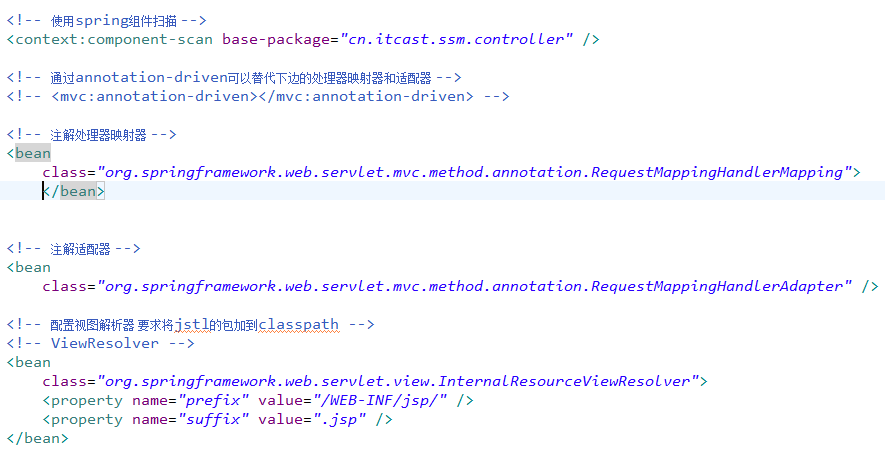 <!-- 使用spring组件扫描 -->
<context:component-scan base-package="cn.itcast.ssm.controller" />
<!-- 通过annotation-driven可以替代下边的处理器映射器和适配器 -->
<!-- <mvc:annotation-driven></mvc:annotation-driven> -->
<!-- 注解处理器映射器 -->
<bean
class="org.springframework.web.servlet.mvc.method.annotation.RequestMappingHandlerMapping">
</bean>
<!-- 注解适配器 -->
<bean
class="org.springframework.web.servlet.mvc.method.annotation.RequestMappingHandlerAdapter" />
<!-- 配置视图解析器 要求将jstl的包加到classpath -->
<!-- ViewResolver -->
<bean
class="org.springframework.web.servlet.view.InternalResourceViewResolver">
<property name="prefix" value="/WEB-INF/jsp/" />
<property name="suffix" value=".jsp" />
</bean>